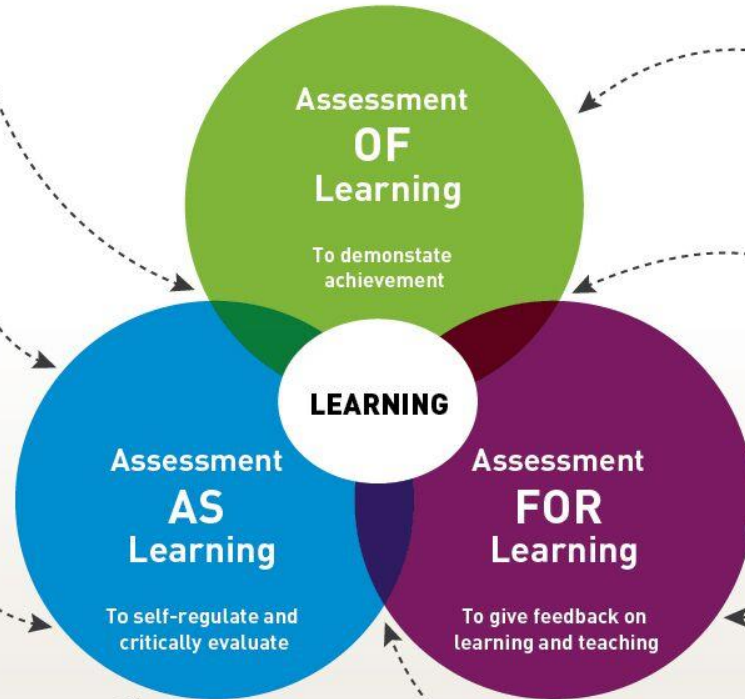 Assessment
OF
Learning
To demonstate
achievement
LEARNING
Assessment
AS
Learning
To self-regulate and
critically evaluate
Assessment
FOR
Learning
To give feedback on
learning and teaching